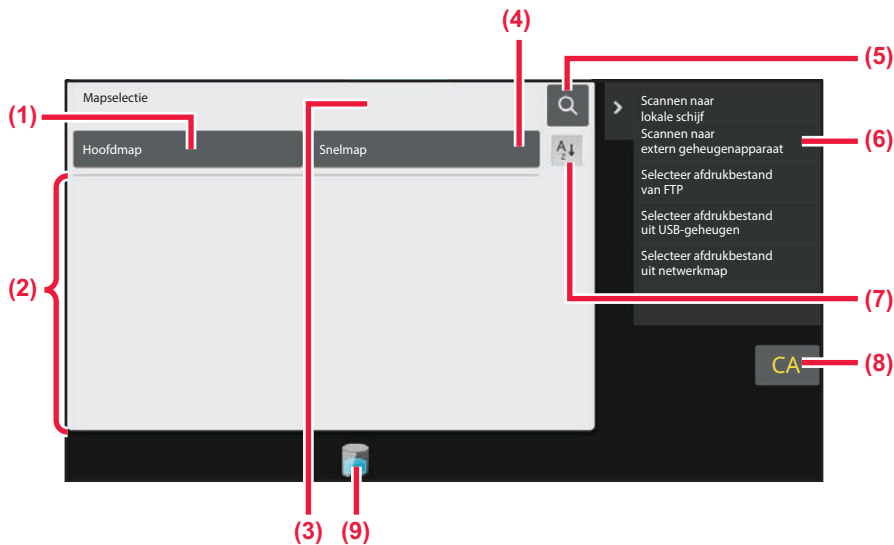 (4)
(5)
Mapselectie
(1)
Hoofdmap
Snelmap
A
Z
Scannen naar
lokale schijf
Scannen naar
extern geheugenapparaat
(6)
Selecteer afdrukbestand
van FTP
Selecteer afdrukbestand
uit USB-geheugen
Selecteer afdrukbestand
uit netwerkmap
(2)
(7)
CA
(8)
(3)
(9)